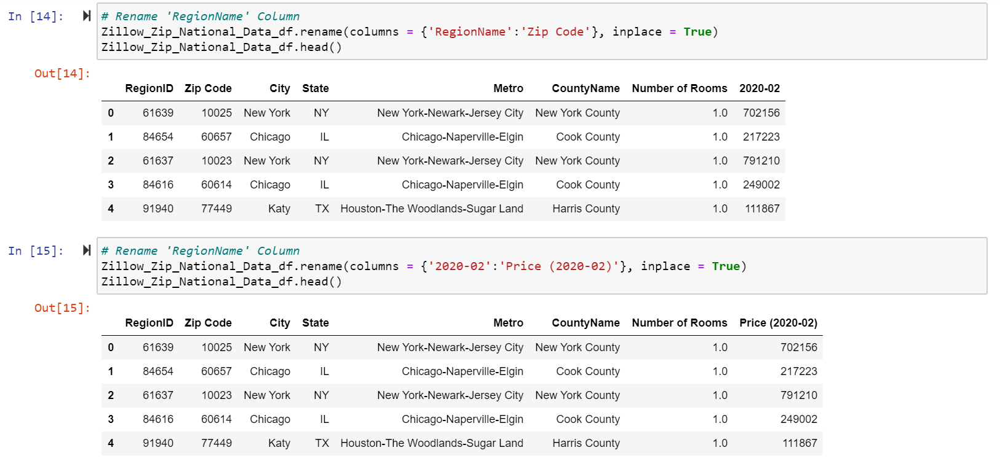 In [14]: # Rename 'RegionName' Column
Zillow_Zip_National_Data_df.rename(columns = {'RegionName':'Zip Code'}, inplace = True)
Zillow_Zip_National_Data_df.head()
Out[14]:
RegionID Zip Code City State Metro CountyName Number of Rooms 2020-02
0 61639 10025 New York NY New York-Newark-Jersey City New York County 1.0 702156
1 84654 60657 Chicago IL Chicago-Naperville-Elgin Cook County 1.0 217223
2 61637 10023 New York NY New York-Newark-Jersey City New York County 1.0 791210
3 84616 60614 Chicago IL Chicago-Naperville-Elgin Cook County 1.0 249002
4 91940 77449 Katy TX Houston-The Woodlands-Sugar Land Harris County 1.0 111867
In [15]: # Rename 'RegionName' Column
Zillow_Zip_National_Data_df.rename(columns = {'2020-02':'Price (2020-02)'}, inplace = True)
Zillow_Zip_National_Data_df.head()
Out[15]:
RegionID Zip Code City State Metro CountyName Number of Rooms Price (2020-02)
0 61639 10025 New York NY New York-Newark-Jersey City New York County 1.0 702156
1 84654 60657 Chicago IL Chicago-Naperville-Elgin Cook County 1.0 217223
2 61637 10023 New York NY New York-Newark-Jersey City New York County 1.0 791210
3 84616 60614 Chicago IL Chicago-Naperville-Elgin Cook County 1.0 249002
4 91940 77449 Katy TX Houston-The Woodlands-Sugar Land Harris County 1.0 111867